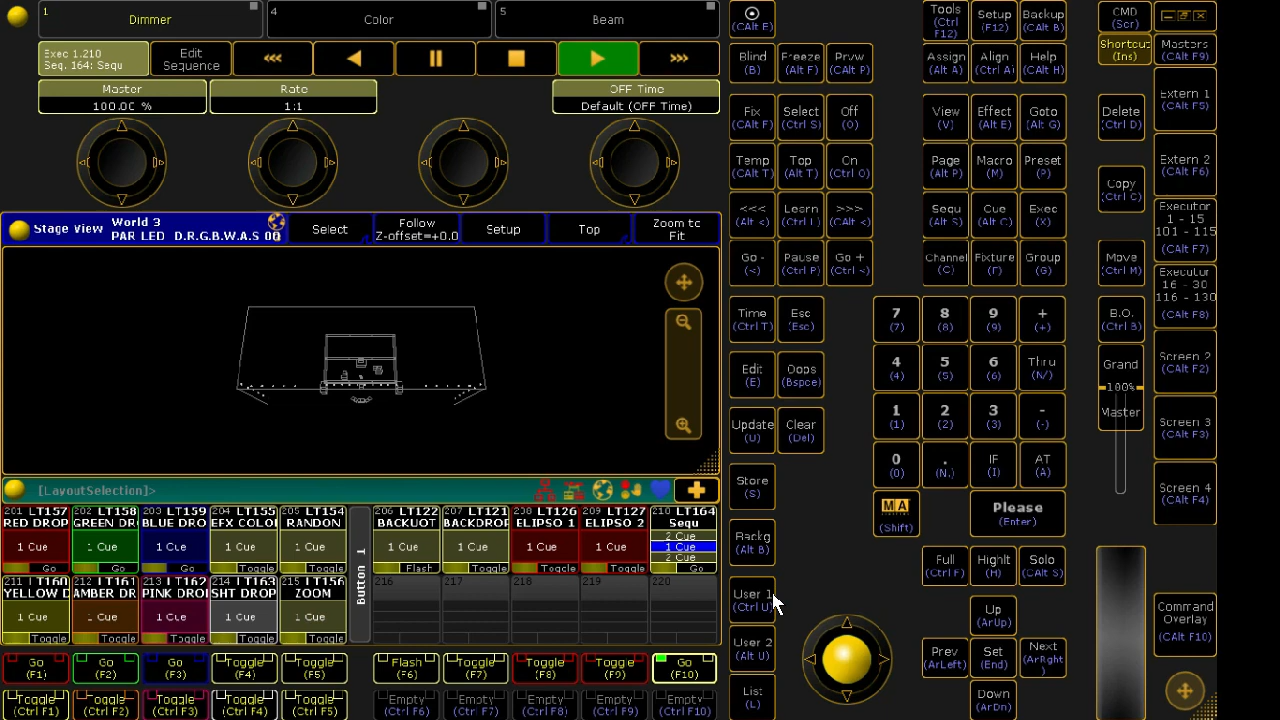 1 Dimmer
4 Color
5 Beam
Exec 1.210
Seq. 164: Sequ
Edit
Sequence
Master
100.00 %
Rate
1:1
OFF Time
Default (OFF Time)
Stage View
World 3
PAR LED D.R.G.B.W.A.S 00
Select
Follow
Z-offset=+0.0
Setup
Top
Zoom to
Fit
[LayoutSelection]>
201 LT157
RED DROP
1 Cue
Go
202 LT158
GREEN DR
1 Cue
Go
203 LT159
BLUE DRO
1 Cue
Go
204 LT155
EFX COLO
1 Cue
Toggle
205 LT154
RANDON
1 Cue
Toggle
Button 1
206 LT122
BACKUOT
1 Cue
Flash
207 LT121
BACKDROP
1 Cue
Toggle
208 LT126
ELIPSO 1
1 Cue
Toggle
209 LT127
ELIPSO 2
1 Cue
Toggle
210 LT164
Sequ
2 Cue
1 Cue
2 Cue
Go
211 LT160
YELLOW D
1 Cue
Toggle
212 LT161
AMBER DR
1 Cue
Toggle
213 LT162
PINK DROI
1 Cue
Toggle
214 LT163
SHT DROP
1 Cue
Toggle
215 LT156
ZOOM
1 Cue
Toggle
216
217
218
219
220
Go
(F1)
Go
(F2)
Go
(F3)
Toggle
(F4)
Toggle
(F5)
Flash
(F6)
Toggle
(F7)
Toggle
(F8)
Toggle
(F9)
Go
(F10)
Toggle
(Ctrl F1)
Toggle
(Ctrl F2)
Toggle
(Ctrl F3)
Toggle
(Ctrl F4)
Toggle
(Ctrl F5)
Empty
(Ctrl F6)
Empty
(Ctrl F7)
Empty
(Ctrl F8)
Empty
(Ctrl F9)
Empty
(Ctrl F10)
(CAlt E)
Blind
(B)
Freeze
(Alt F)
Prvw
(CAlt P)
Fix
(CAlt F)
Select
(Ctrl S)
Off
(O)
Temp
(CAlt T)
Top
(Alt T)
On
(Ctrl O)
<<<
(Alt <)
Learn
(Ctrl L)
>>>
(CAlt <)
Go -
(<)
Pause
(Ctrl P)
Go +
(Ctrl <)
Time
(Ctrl T)
Esc
(Esc)
Edit
(E)
Oops
(Bspce)
Update
(U)
Clear
(Del)
Store
(S)
Backg
(Alt B)
User 1
(Ctrl U)
User 2
(Alt U)
List
(L)
Tools
(Ctrl
F12)
Setup
(F12)
Backup
(CAlt B)
Assign
(Alt A)
Align
(Ctrl A)
Help
(CAlt H)
View
(V)
Effect
(Alt E)
Goto
(Alt G)
Page
(Alt P)
Macro
(M)
Preset
(P)
Sequ
(Alt S)
Cue
(Alt C)
Exec
(X)
Channel
(C)
Fixture
(F)
Group
(G)
7
(7)
8
(8)
9
(9)
+
(+)
4
(4)
5
(5)
6
(6)
Thru
(N/)
1
(1)
2
(2)
3
(3)
-
(-)
0
(0)
.
(N.)
IF
(I)
AT
(A)
MA
(Shift)
Please
(Enter)
Full
(Ctrl F)
Highlt
(H)
Solo
(CAlt S)
Up
(ArUp)
Prev
(ArLeft)
Set
(End)
Next
(ArRght
)
Down
(ArDn)
CMD
(Scr)
Shortcut
(Ins)
Masters
(CAlt F9)
Extern 1
(CAlt F5)
Delete
(Ctrl D)
Extern 2
(CAlt F6)
Copy
(Ctrl C)
Executor
1 - 15
101 - 115
(CAlt F7)
Move
(Ctrl M)
Executor
16 - 30
116 - 130
(CAlt F8)
B.O.
(Ctrl B)
Grand
100%
Master
Screen 2
(CAlt F2)
Screen 3
(CAlt F3)
Screen 4
(CAlt F4)
Command
Overlay
(CAlt F10)